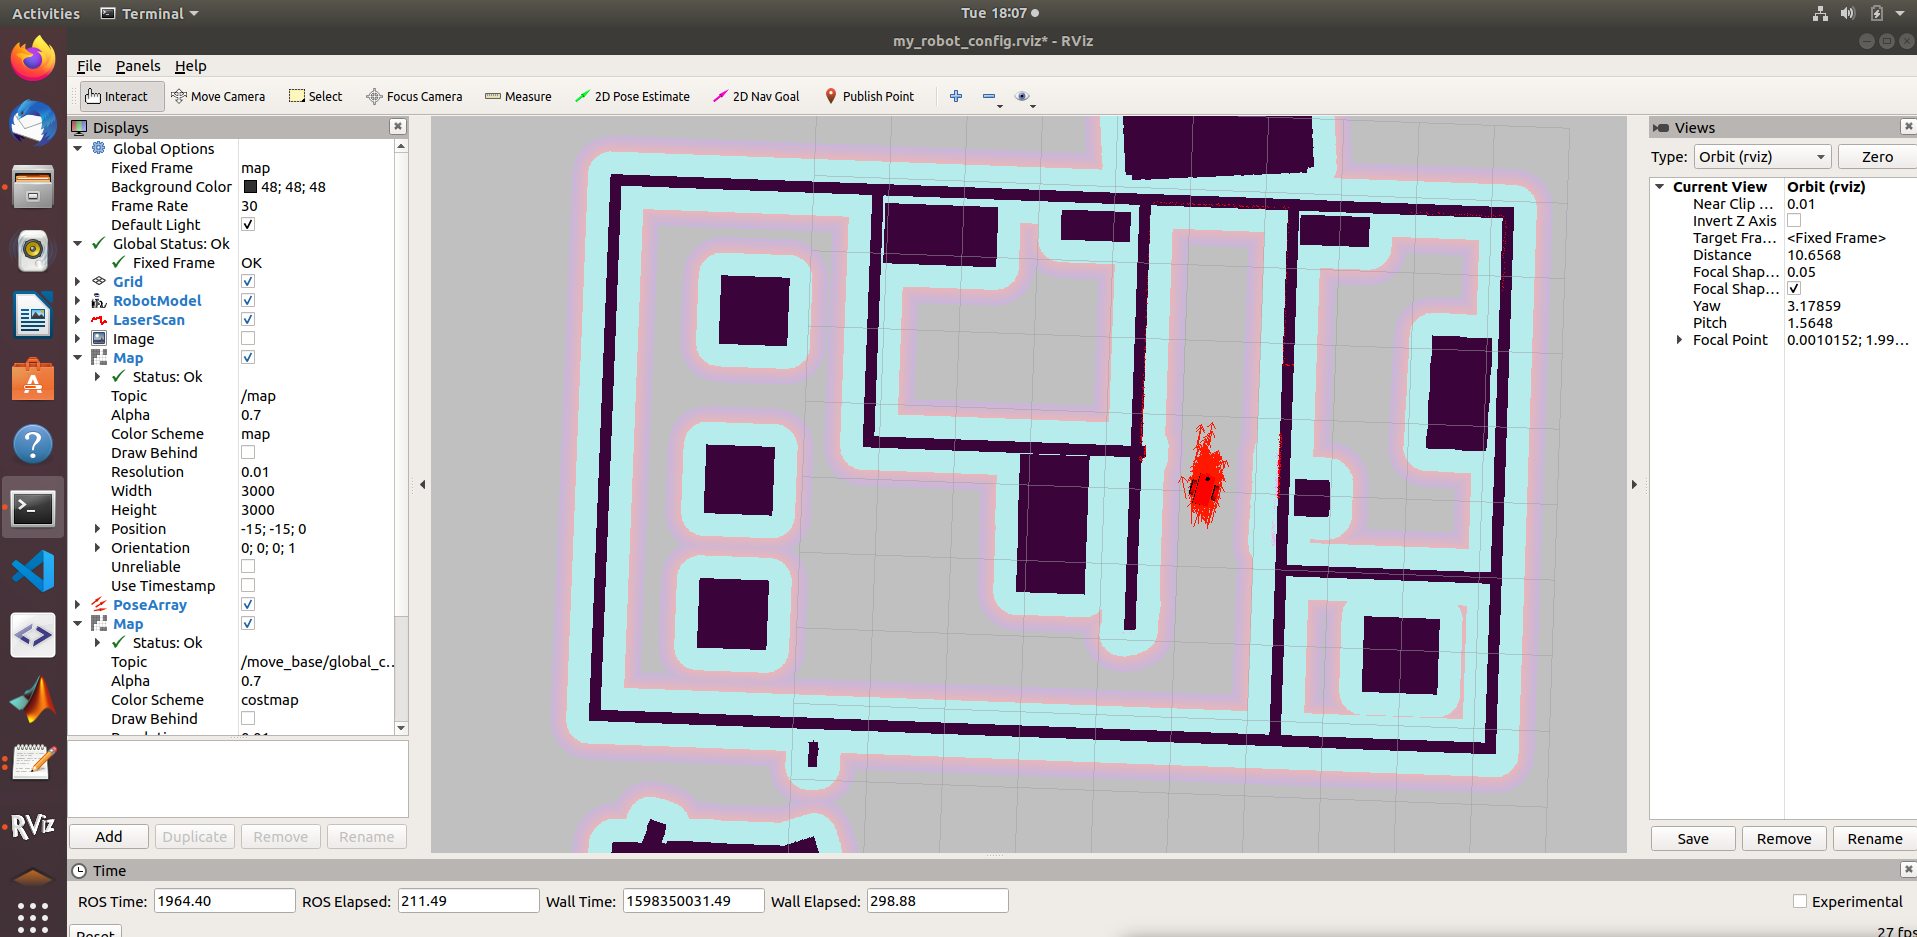 Activities Terminal Tue 18:07
my_robot_config.rviz* - RViz
File Panels Help
Interact Move Camera Select Focus Camera Measure 2D Pose Estimate 2D Nav Goal Publish Point
Displays
Global Options
Fixed Frame map
Background Color 48; 48; 48
Frame Rate 30
Default Light
Global Status: Ok
Fixed Frame OK
Grid
RobotModel
LaserScan
Image
Map
Status: Ok
Topic /map
Alpha 0.7
Color Scheme map
Draw Behind
Resolution 0.01
Width 3000
Height 3000
Position -15; -15; 0
Orientation 0; 0; 0; 1
Unreliable
Use Timestamp
PoseArray
Map
Status: Ok
Topic /move_base/global_c..
Alpha 0.7
Color Scheme costmap
Draw Behind
Add Duplicate Remove Rename
Views
Type: Orbit (rviz) Zero
Current View Orbit (rviz)
Near Clip ... 0.01
Invert Z Axis
Target Fra... <Fixed Frame>
Distance 10.6568
Focal Shap... 0.05
Focal Shap...
Yaw 3.17859
Pitch 1.5648
Focal Point 0.0010152; 1.99...
Save Remove Rename
RViz
Time
ROS Time: 1964.40 ROS Elapsed: 211.49 Wall Time: 1598350031.49 Wall Elapsed: 298.88 Experimental
Reset 27 fps